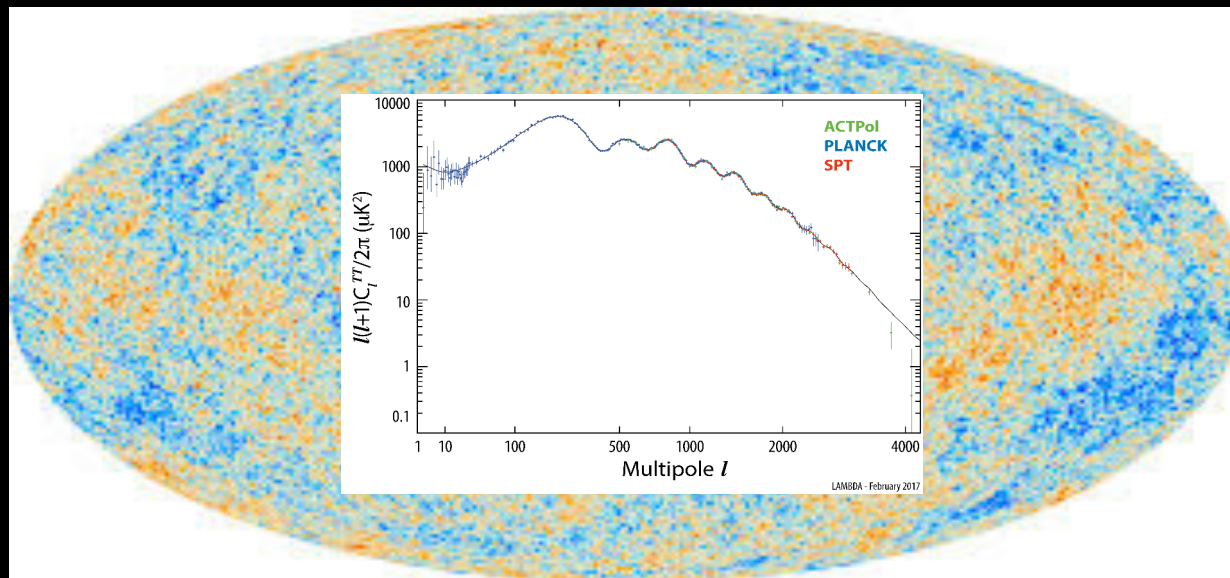 10000
1000
100
10
1
0.1
l(l+1)C_l^{TT}/2π (μK²)
ACTPol
PLANCK
SPT
1 10 100 500 1000 2000 4000
Multipole l
LAMBDA - February 2017